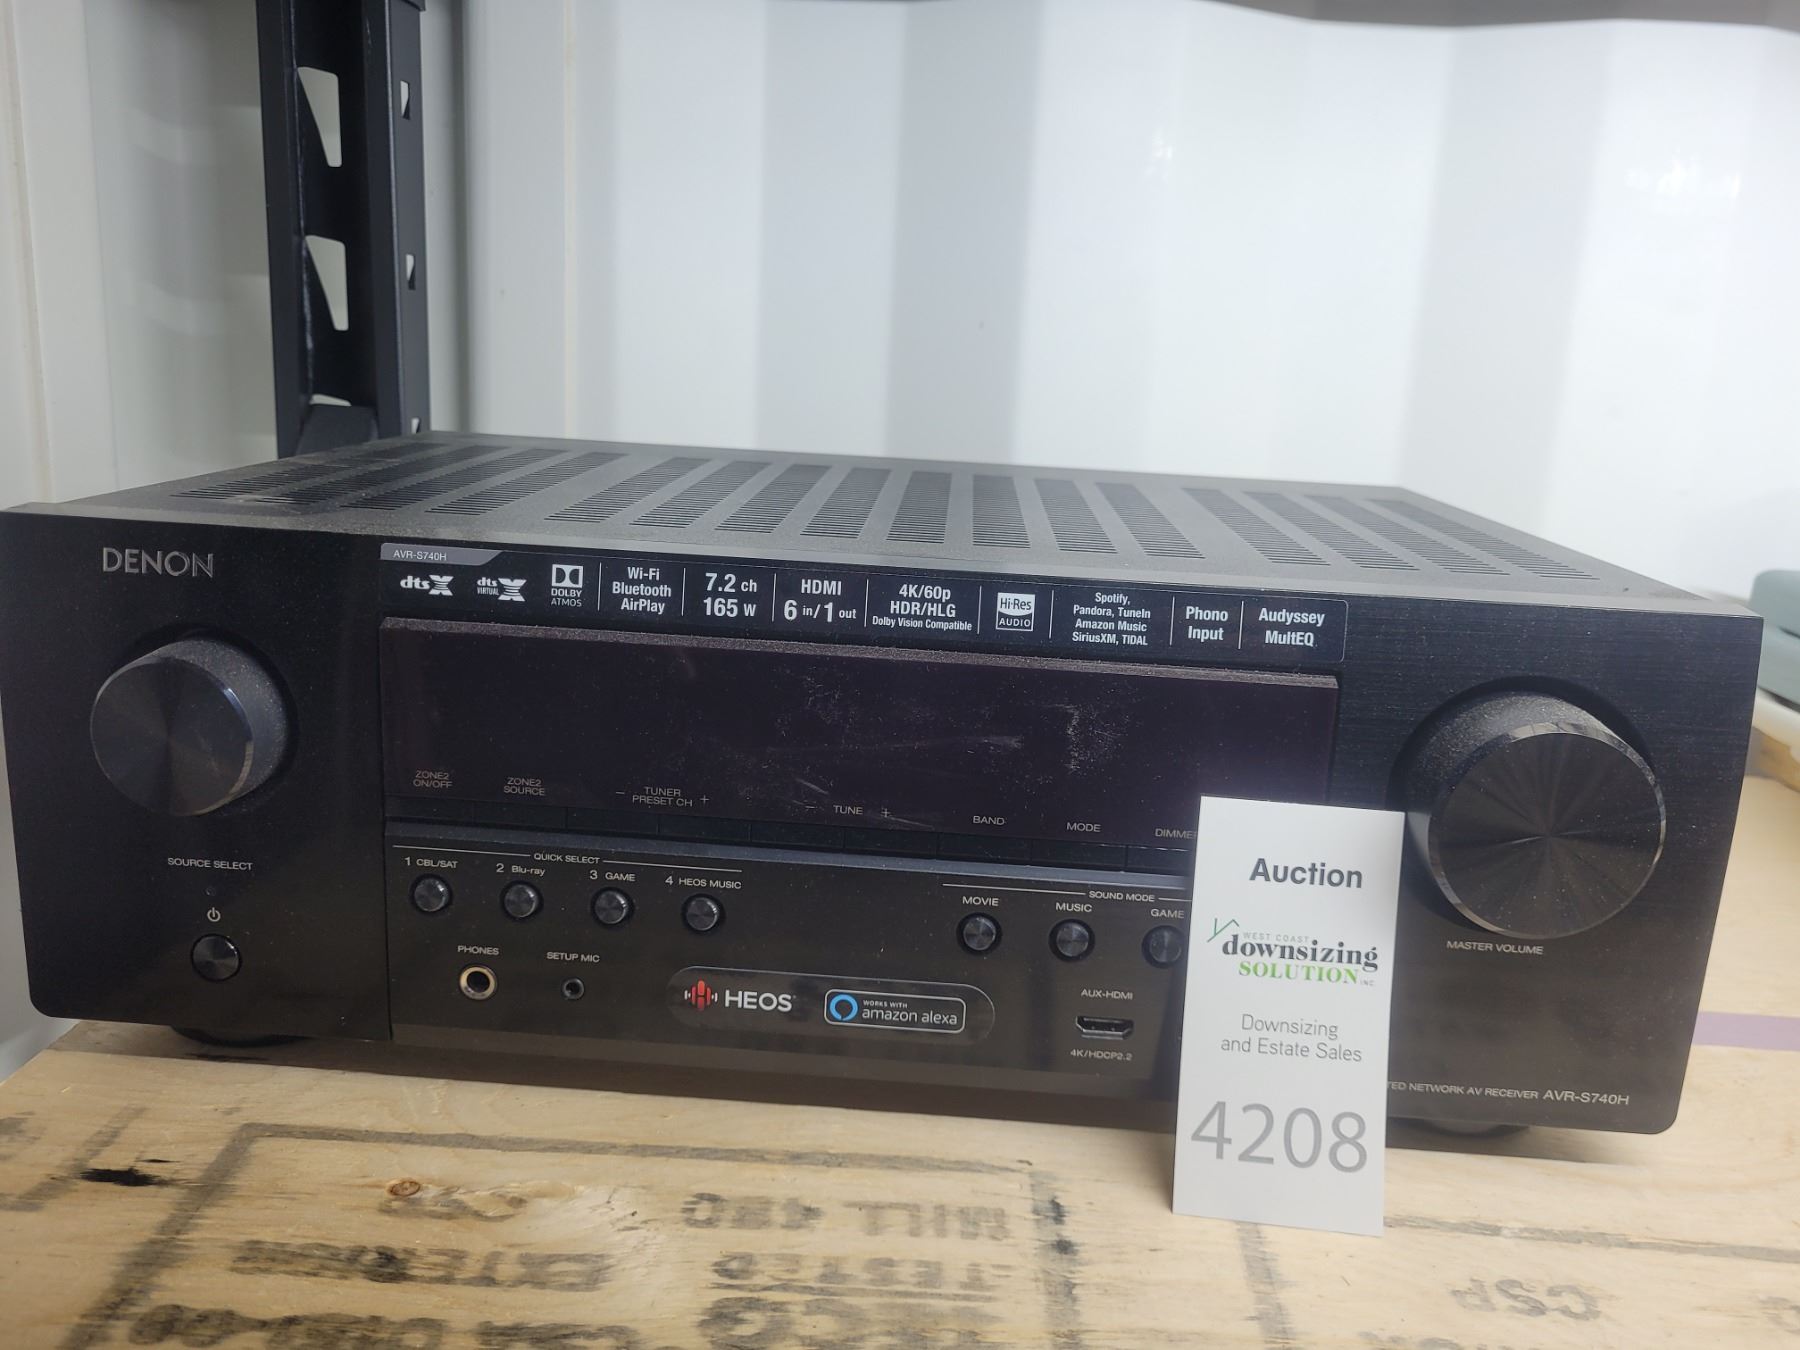 DENON
AVR-S740H
dts X
dts X
VIRTUAL
DOLBY
ATMOS
Wi-Fi
Bluetooth
AirPlay
7.2 ch
165 W
HDMI
6 in/1 out
4K/60p
HDR/HLG
Dolby Vision Compatible
Hi-Res
AUDIO
Spotify,
Pandora, TuneIn
Amazon Music
SiriusXM, TIDAL
Phono
Input
Audyssey
MultEQ
ZONE2
ON/OFF
ZONE2
SOURCE
TUNER
– PRESET CH +
– TUNE +
BAND
MODE
DIMMER
SOURCE SELECT
QUICK SELECT
1 CBL/SAT
2 Blu-ray
3 GAME
4 HEOS MUSIC
SOUND MODE
MOVIE
MUSIC
GAME
MASTER VOLUME
PHONES
SETUP MIC
HEOS
WORKS WITH
amazon alexa
AUX-HDMI
4K/HDCP2.2
NETWORK AV RECEIVER AVR-S740H
Auction
WEST COAST
downsizing
SOLUTION INC.
Downsizing
and Estate Sales
4208
MILL
TESTED
CSP